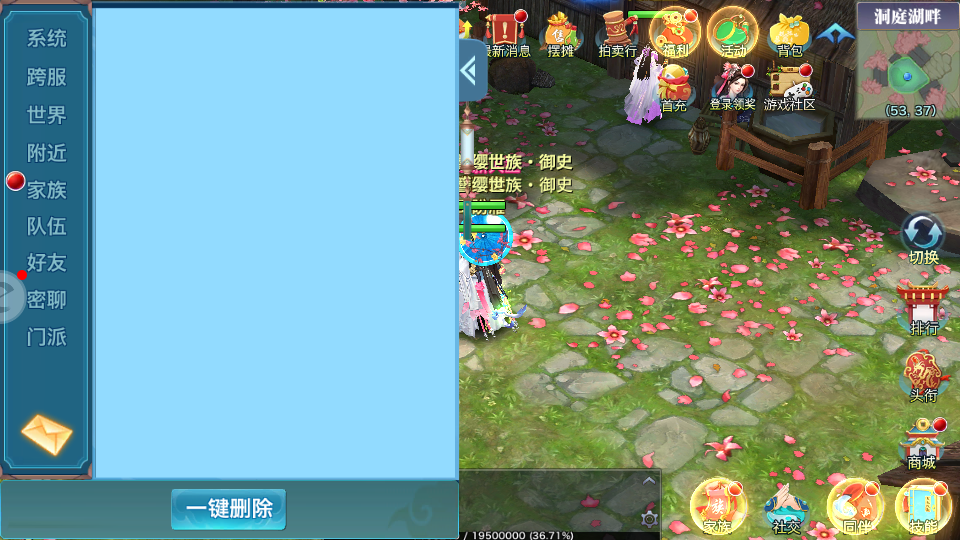 系统
跨服
世界
附近
家族
队伍
好友
密聊
门派
一键删除
最新消息
摆摊
拍卖行
福利
活动
背包
首充
登录领奖
游戏社区
洞庭湖畔
(53, 37)
缨世族·御史
缨世族·御史
切换
排行
头衔
商城
家族
社交
同伴
技能
/ 19500000 (36.71%)